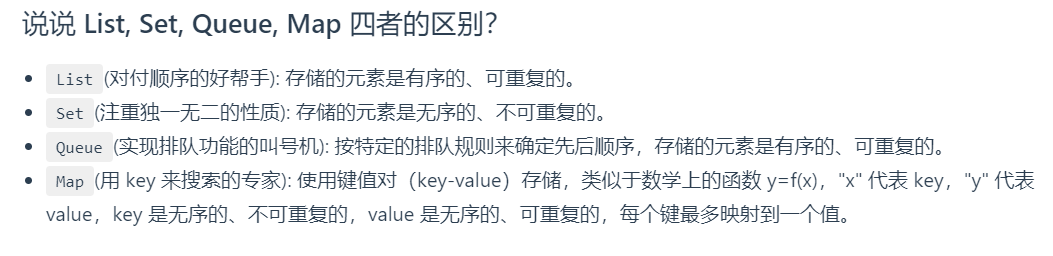 说说 List, Set, Queue, Map 四者的区别？
List (对付顺序的好帮手): 存储的元素是有序的、可重复的。
Set (注重独一无二的性质): 存储的元素是无序的、不可重复的。
Queue (实现排队功能的叫号机): 按特定的排队规则来确定先后顺序，存储的元素是有序的、可重复的。
Map (用 key 来搜索的专家): 使用键值对（key-value）存储，类似于数学上的函数 y=f(x)，"x" 代表 key，"y" 代表
value，key 是无序的、不可重复的，value 是无序的、可重复的，每个键最多映射到一个值。